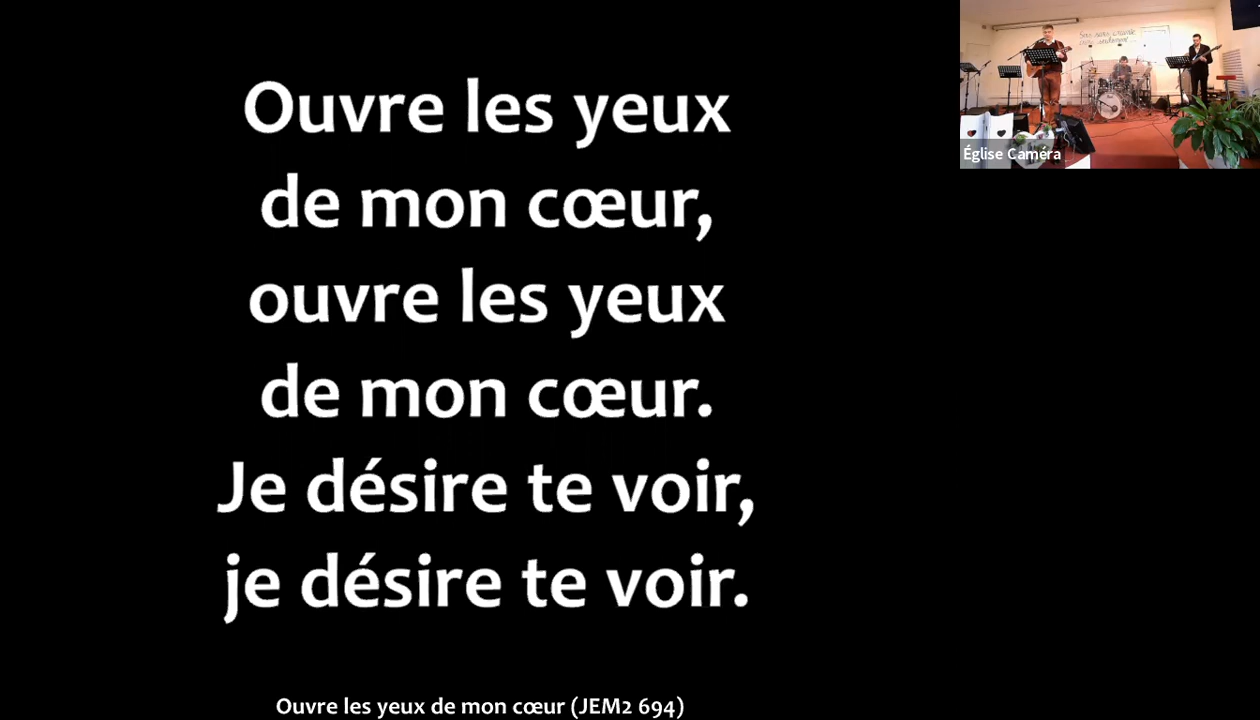 Ouvre les yeux
de mon cœur,
ouvre les yeux
de mon cœur.
Je désire te voir,
je désire te voir.
Ouvre les yeux de mon cœur (JEM2 694)
Église Caméra